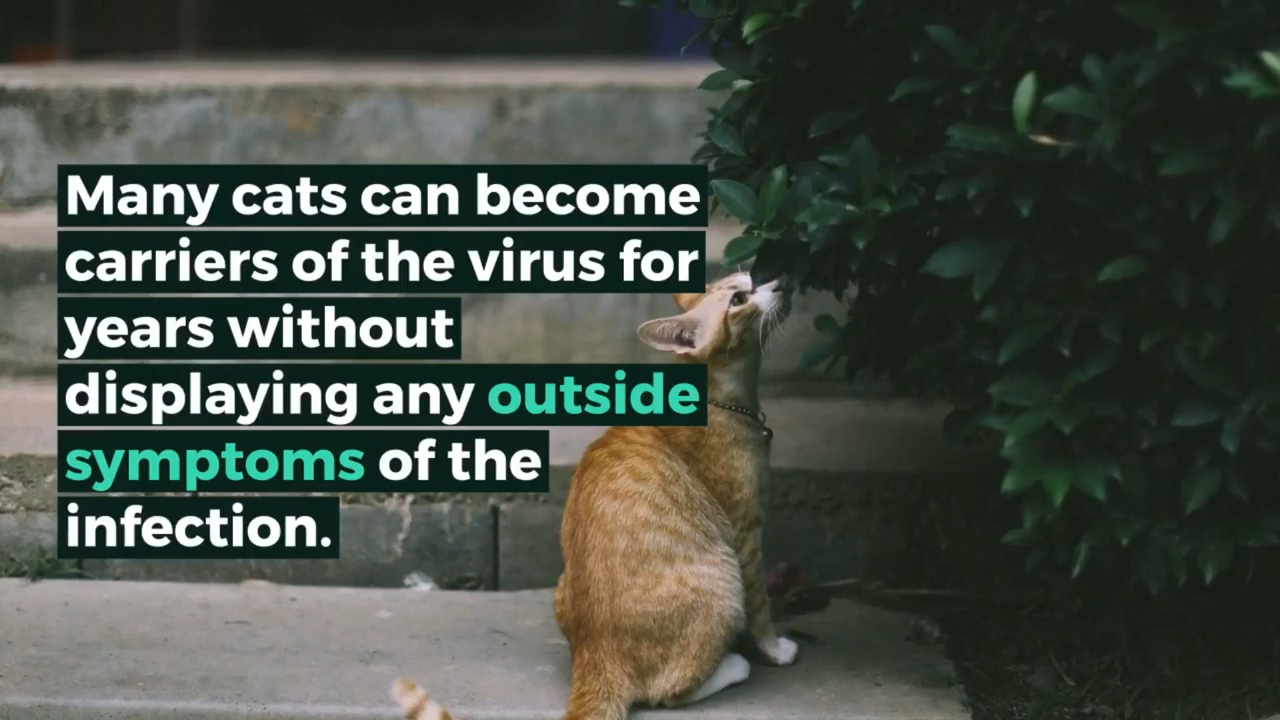 Many cats can become
carriers of the virus for
years without
displaying any outside
symptoms of the
infection.